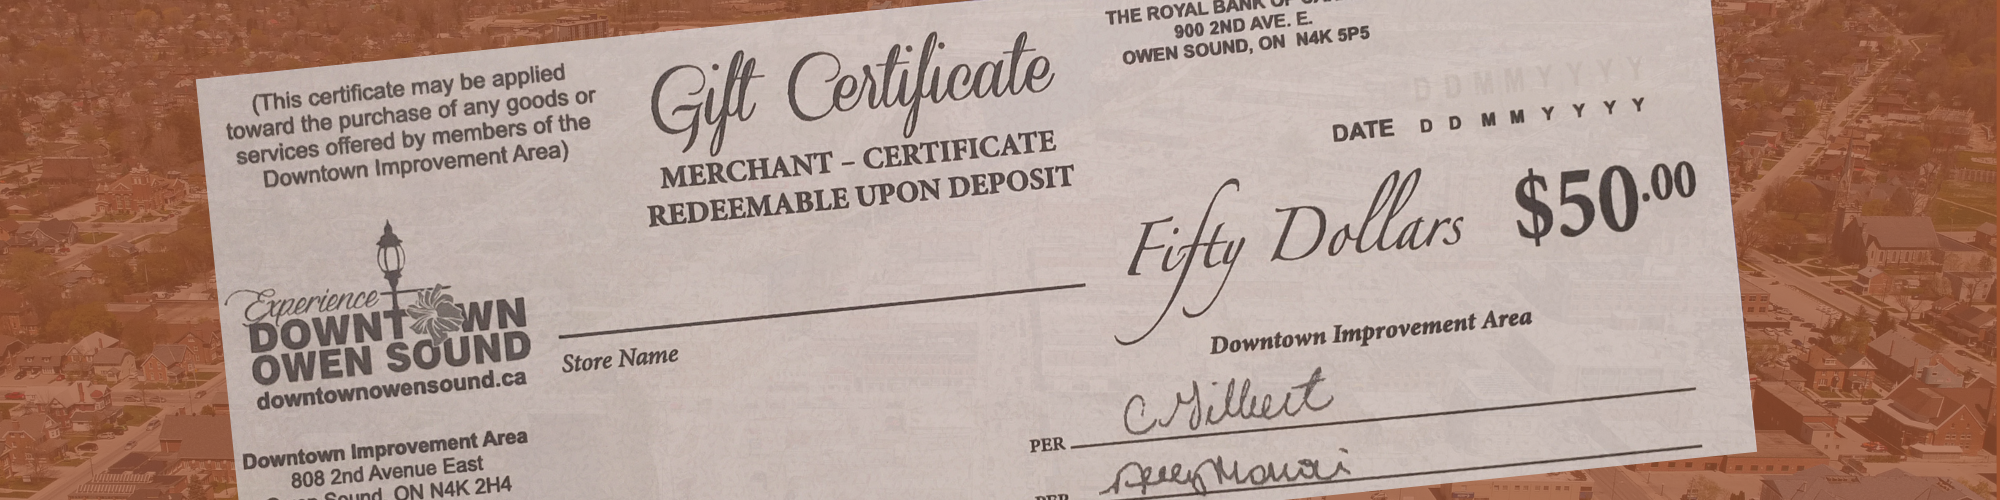 (This certificate may be applied
toward the purchase of any goods or
services offered by members of the
Downtown Improvement Area)
Experience
DOWNTOWN
OWEN SOUND
downtownowensound.ca
Downtown Improvement Area
808 2nd Avenue East
Sound, ON N4K 2H4
Gift Certificate
MERCHANT – CERTIFICATE
REDEEMABLE UPON DEPOSIT
Store Name
THE ROYAL BANK OF
900 2ND AVE. E.
OWEN SOUND, ON N4K 5P5
D D M M Y Y Y Y
DATE D D M M Y Y Y Y
Fifty Dollars $50.00
Downtown Improvement Area
C Gilbert
PER
PER